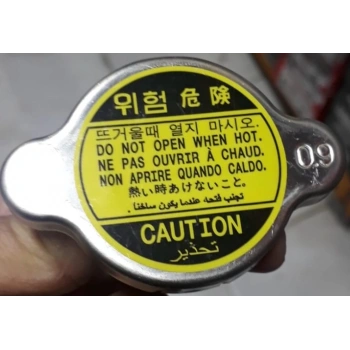 위험 危険
뜨거울때 열지 마시오.
DO NOT OPEN WHEN HOT.
NE PAS OUVRIR À CHAUD.
NON APRIRE QUANDO CALDO.
熱い時あけないこと。
تجنب فتحه عندما يكون ساخنا.
CAUTION
تحذير
0.9